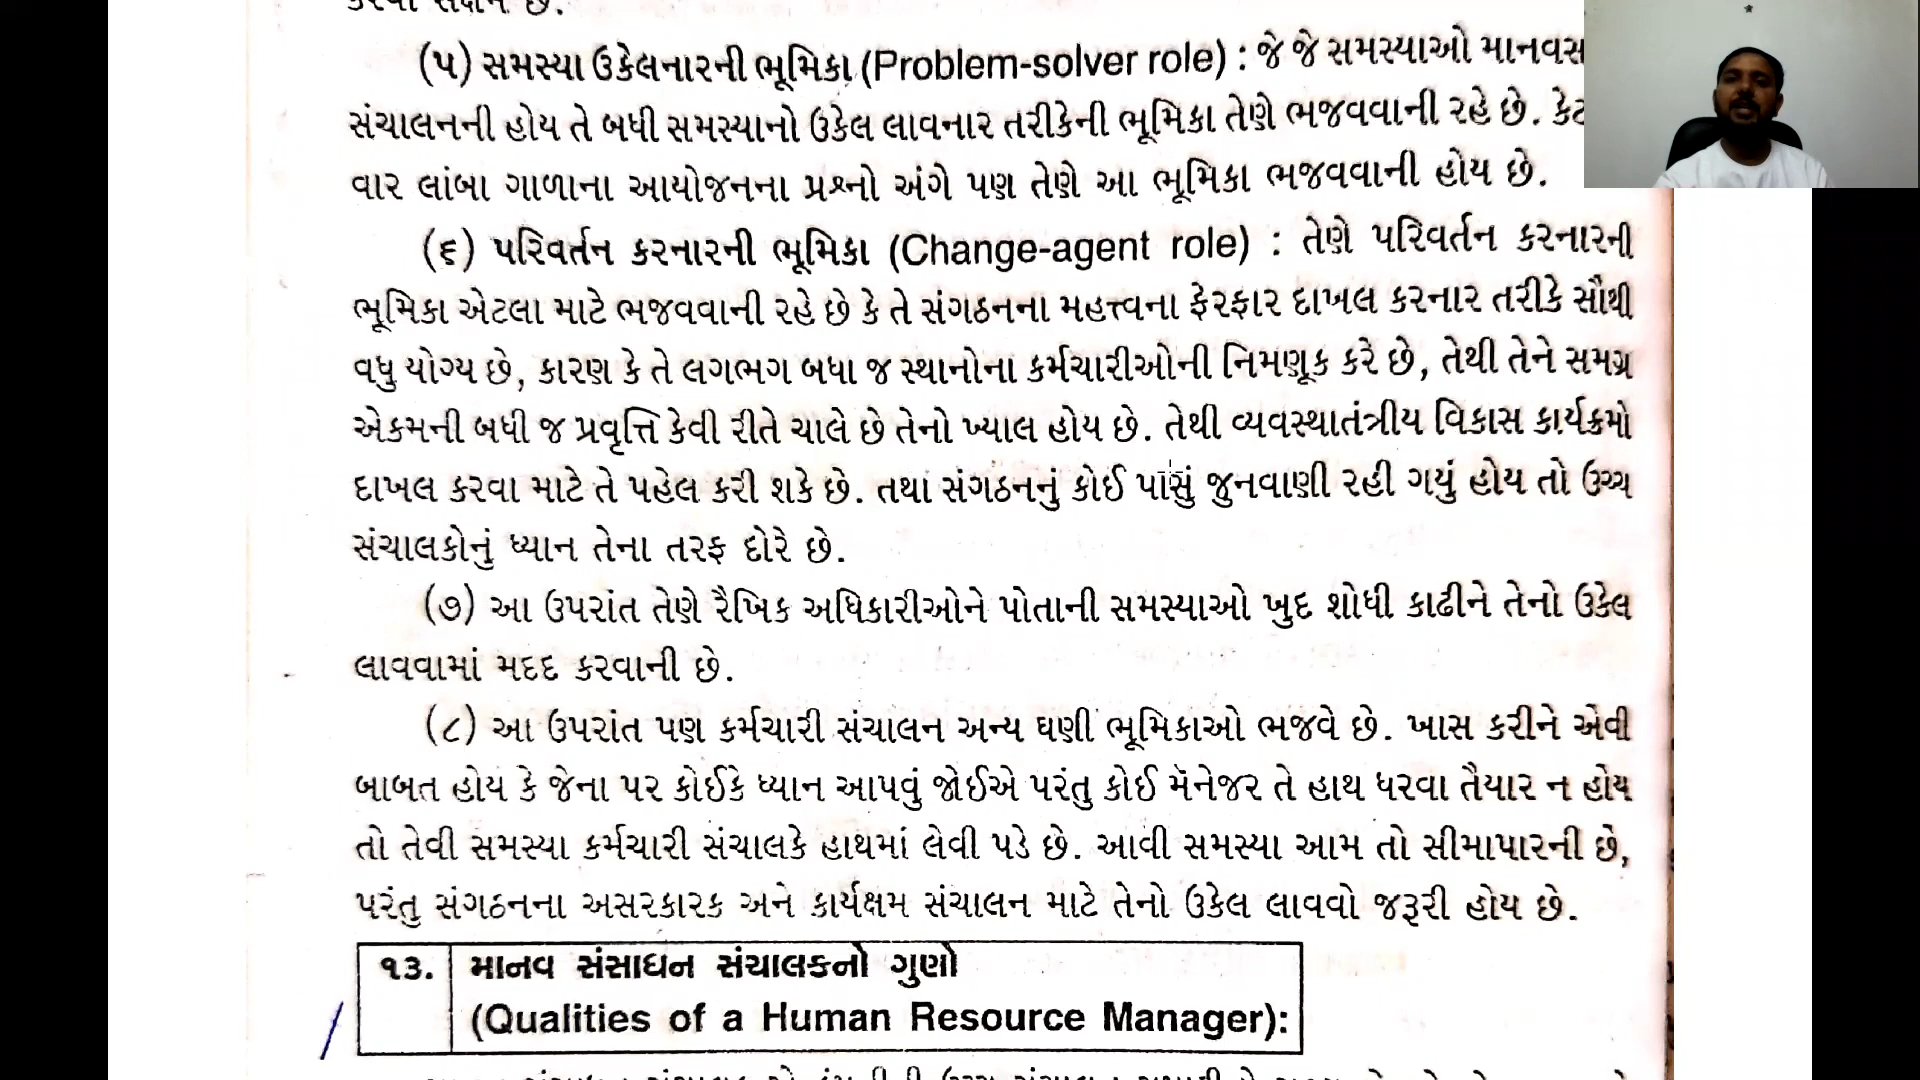 (૫) સમસ્યા ઉકેલનારની ભૂમિકા (Problem-solver role) : જે જે સમસ્યાઓ
સંચાલનની હોય તે બધી સમસ્યાનો ઉકેલ લાવનાર તરીકેની ભૂમિકા તેણે ભજવવાની રહે છે.
વાર લાંબા ગાળાના આયોજનના પ્રશ્નો અંગે પણ તેણે આ ભૂમિકા ભજવવાની હોય છે.
(૬) પરિવર્તન કરનારની ભૂમિકા (Change-agent role) : તેણે પરિવર્તન કરનારની
ભૂમિકા એટલા માટે ભજવવાની રહે છે કે તે સંગઠનના મહત્ત્વના ફેરફાર દાખલ કરનાર તરીકે સૌથી
વધુ યોગ્ય છે, કારણ કે તે લગભગ બધા જ સ્થાનોના કર્મચારીઓની નિમણૂક કરે છે, તેથી તેને સમગ્ર
એકમની બધી જ પ્રવૃત્તિ કેવી રીતે ચાલે છે તેનો ખ્યાલ હોય છે. તેથી વ્યવસ્થાતંત્રીય વિકાસ કાર્યક્રમો
દાખલ કરવા માટે તે પહેલ કરી શકે છે. તથા સંગઠનનું કોઈ પાસું જુનવાણી રહી ગયું હોય તો ઉચ્ચ
સંચાલકોનું ધ્યાન તેના તરફ દોરે છે.
(૭) આ ઉપરાંત તેણે રૈખિક અધિકારીઓને પોતાની સમસ્યાઓ ખુદ શોધી કાઢીને તેનો ઉકેલ
લાવવામાં મદદ કરવાની છે.
(૮) આ ઉપરાંત પણ કર્મચારી સંચાલન અન્ય ઘણી ભૂમિકાઓ ભજવે છે. ખાસ કરીને એવી
બાબત હોય કે જેના પર કોઈકે ધ્યાન આપવું જોઈએ પરંતુ કોઈ મૅનેજર તે હાથ ધરવા તૈયાર ન હોય
તો તેવી સમસ્યા કર્મચારી સંચાલકે હાથમાં લેવી પડે છે. આવી સમસ્યા આમ તો સીમાપારની છે,
પરંતુ સંગઠનના અસરકારક અને કાર્યક્ષમ સંચાલન માટે તેનો ઉકેલ લાવવો જરૂરી હોય છે.
૧૩. માનવ સંસાધન સંચાલકનો ગુણો
(Qualities of a Human Resource Manager):